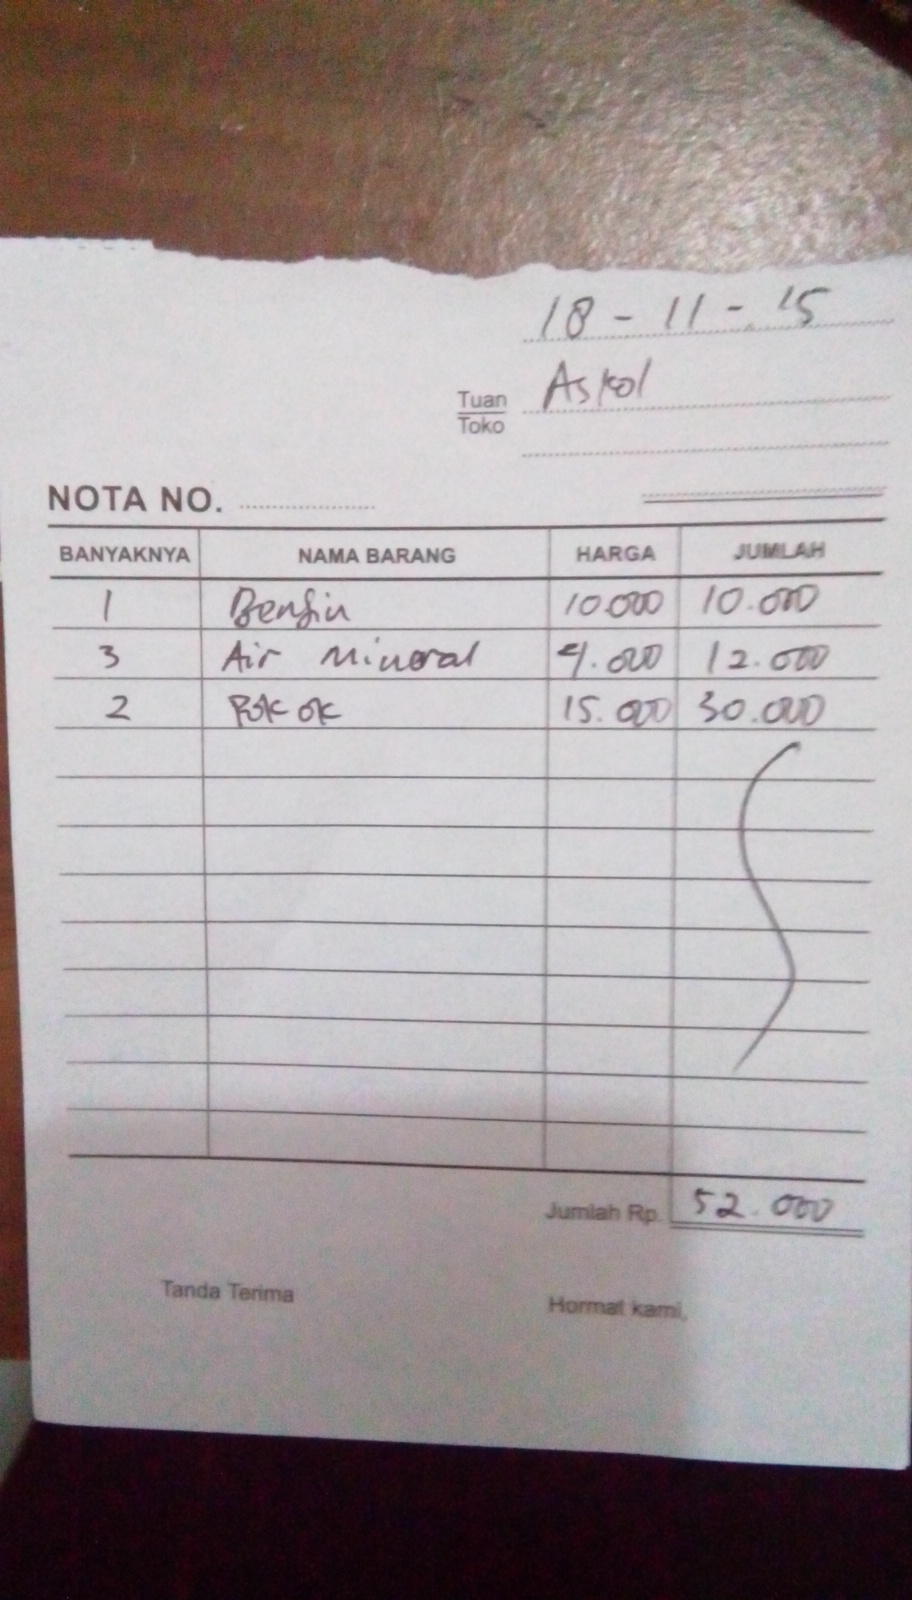 18 - 11 - 15
Tuan Askol
Toko
NOTA NO.
BANYAKNYA NAMA BARANG HARGA JUMLAH
1 Bensin 10.000 10.000
3 Air Mineral 4.000 12.000
2 Rokok 15.000 30.000
Jumlah Rp. 52.000
Tanda Terima Hormat kami,